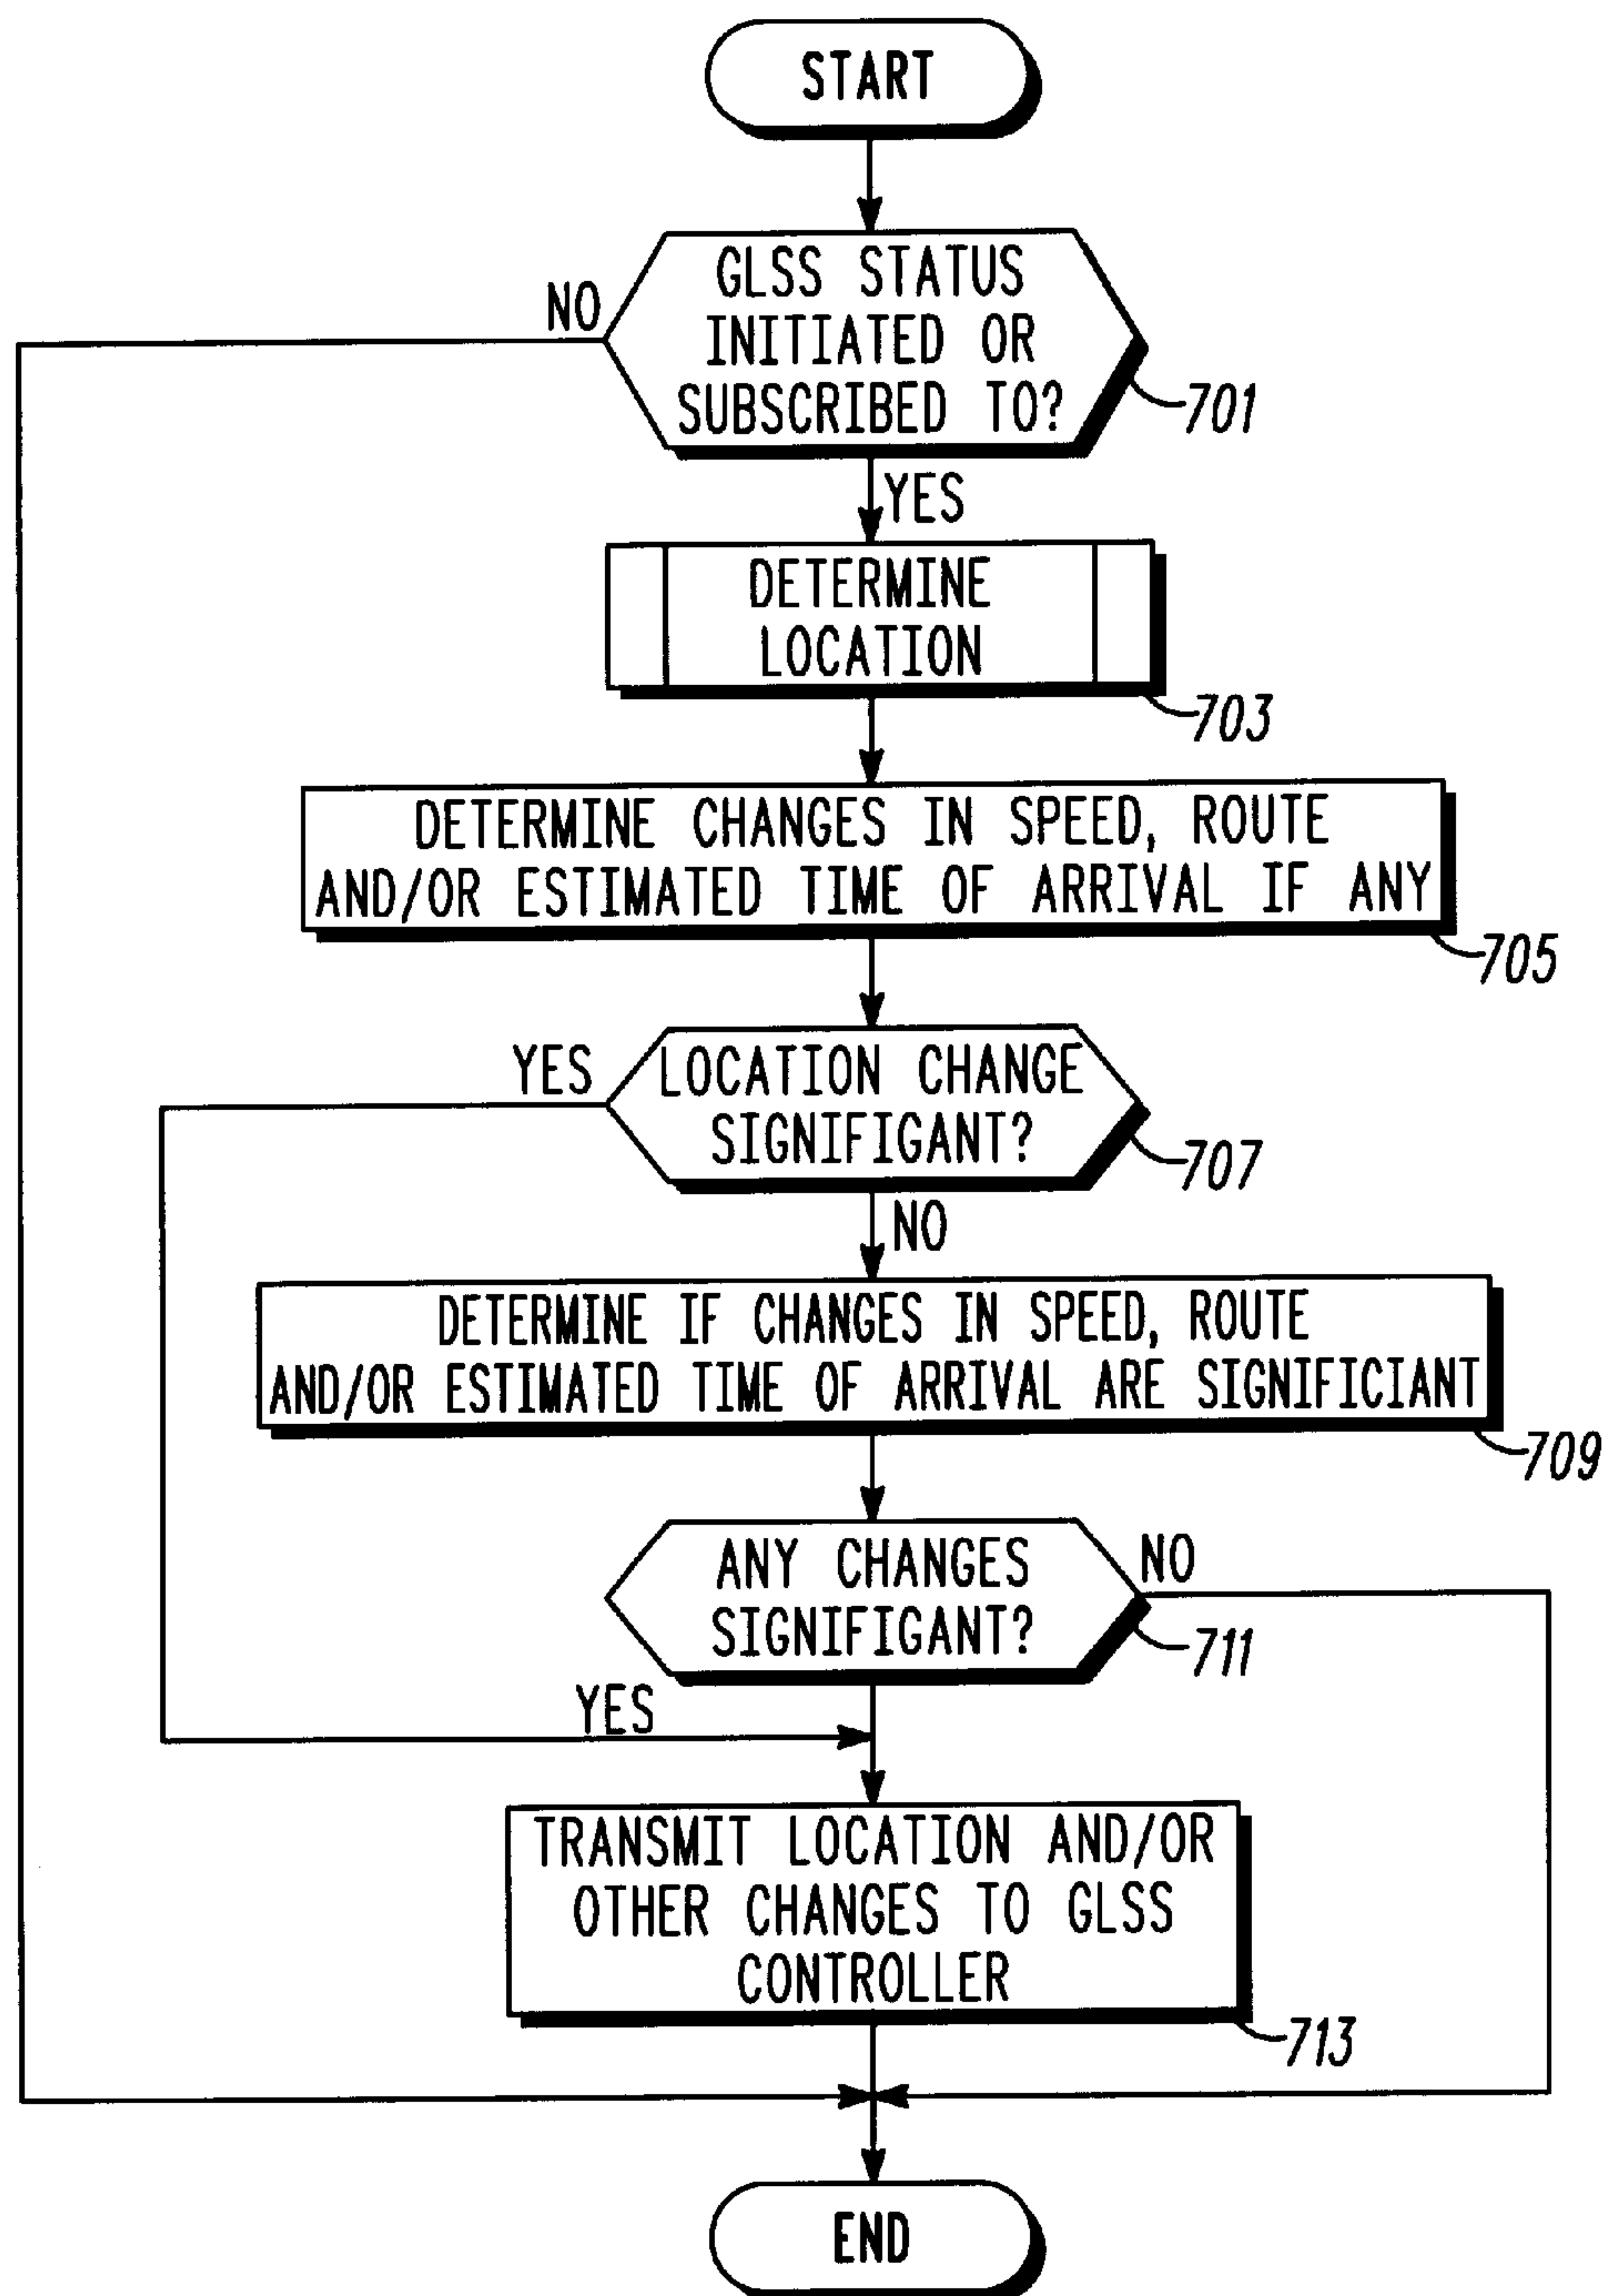 START
GLSS STATUS
INITIATED OR
SUBSCRIBED TO?
NO
701
YES
DETERMINE
LOCATION
703
DETERMINE CHANGES IN SPEED, ROUTE
AND/OR ESTIMATED TIME OF ARRIVAL IF ANY
705
YES
LOCATION CHANGE
SIGNIFIGANT?
707
NO
DETERMINE IF CHANGES IN SPEED, ROUTE
AND/OR ESTIMATED TIME OF ARRIVAL ARE SIGNIFICIANT
709
ANY CHANGES
SIGNIFIGANT?
NO
711
YES
TRANSMIT LOCATION AND/OR
OTHER CHANGES TO GLSS
CONTROLLER
713
END